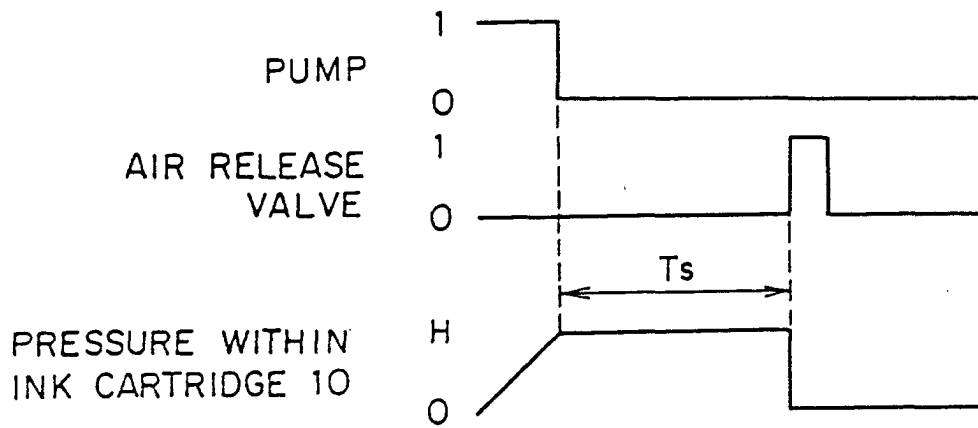 1
PUMP
0
1
AIR RELEASE
VALVE
0
Ts
H
PRESSURE WITHIN
INK CARTRIDGE 10
0